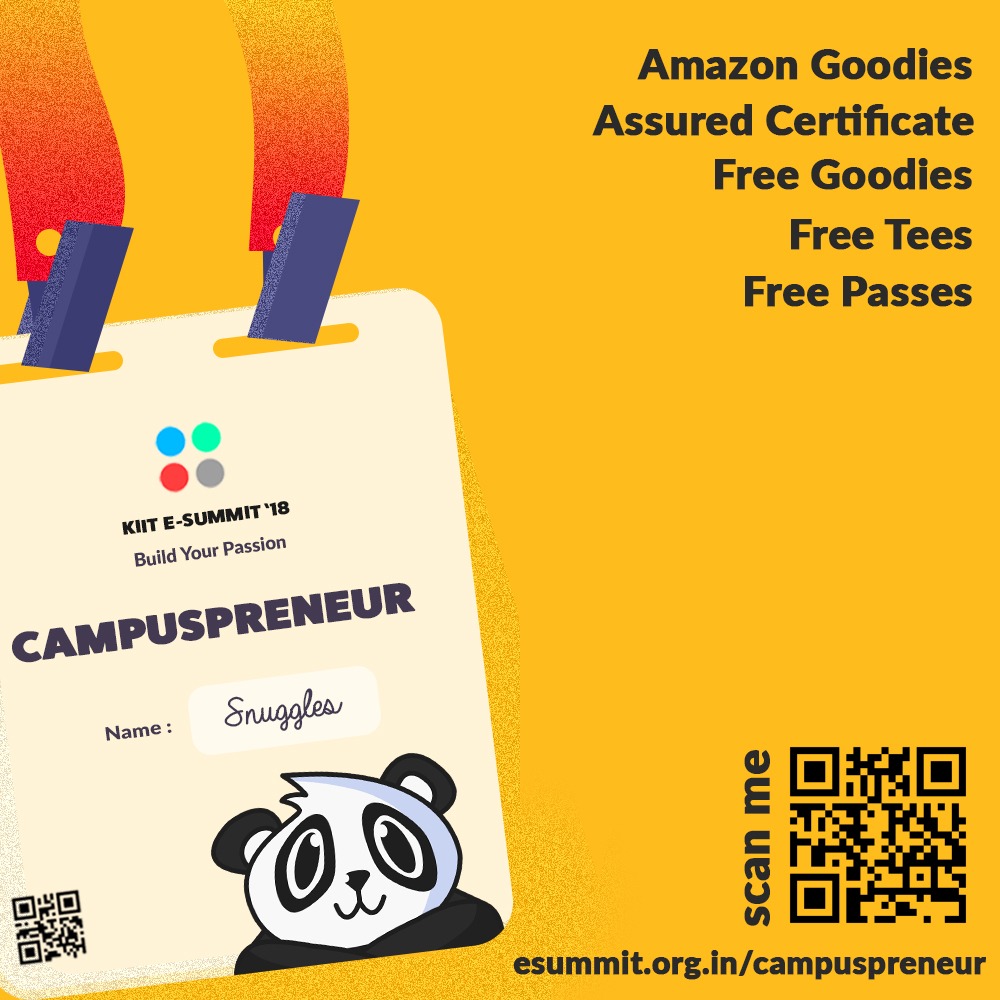 Amazon Goodies
Assured Certificate
Free Goodies
Free Tees
Free Passes
KIIT E-SUMMIT '18
Build Your Passion
CAMPUSPRENEUR
Name : Snuggles
scan me
esummit.org.in/campuspreneur